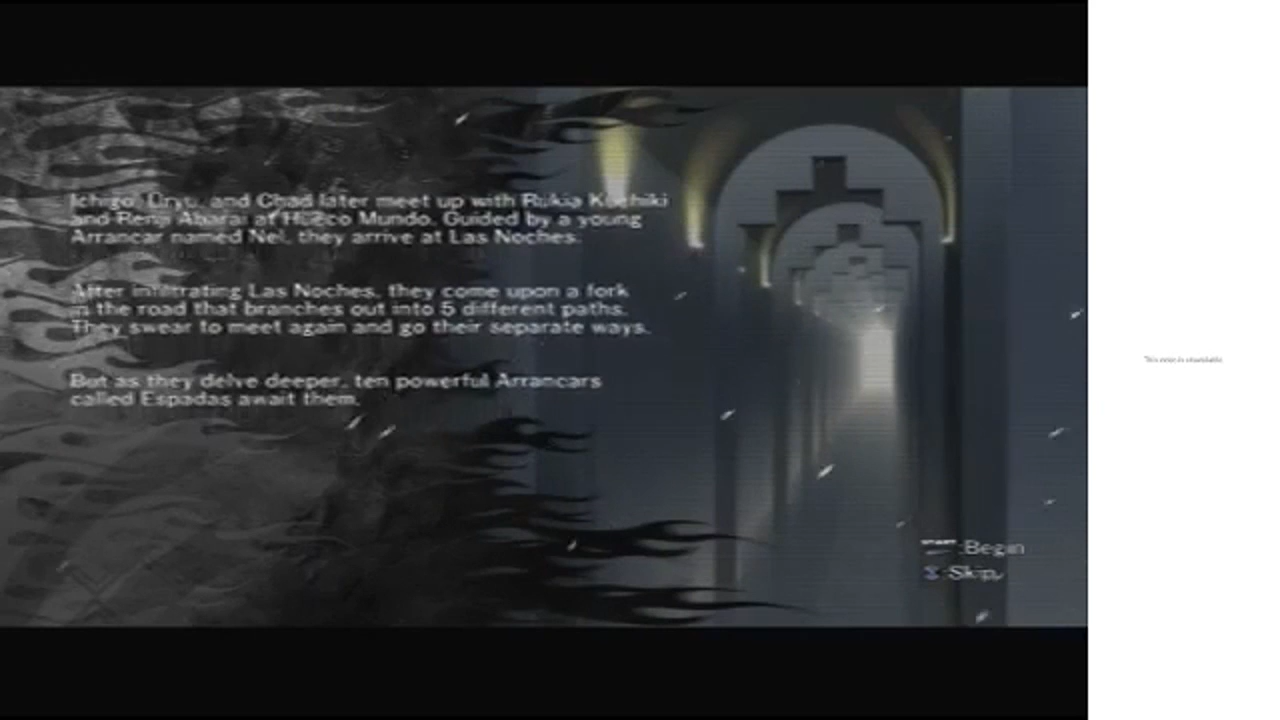 Ichigo, Uryu, and Chad later meet up with Rukia Kuchiki
and Renji Abarai at Hueco Mundo. Guided by a young
Arrancar named Nel, they arrive at Las Noches.
After infiltrating Las Noches, they come upon a fork
in the road that branches out into 5 different paths.
They swear to meet again and go their separate ways.
But as they delve deeper, ten powerful Arrancars
called Espadas await them.
START:Begin
:Skip